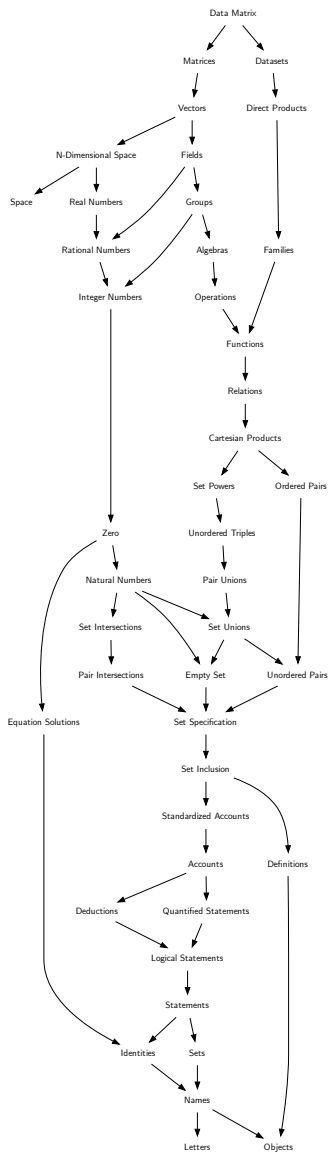 Data Matrix
Matrices
Datasets
Vectors
Direct Products
N-Dimensional Space
Fields
Space
Real Numbers
Groups
Rational Numbers
Algebras
Families
Integer Numbers
Operations
Functions
Relations
Cartesian Products
Set Powers
Ordered Pairs
Zero
Unordered Triples
Natural Numbers
Pair Unions
Set Intersections
Set Unions
Pair Intersections
Empty Set
Unordered Pairs
Equation Solutions
Set Specification
Set Inclusion
Standardized Accounts
Accounts
Definitions
Deductions
Quantified Statements
Logical Statements
Statements
Identities
Sets
Names
Letters
Objects